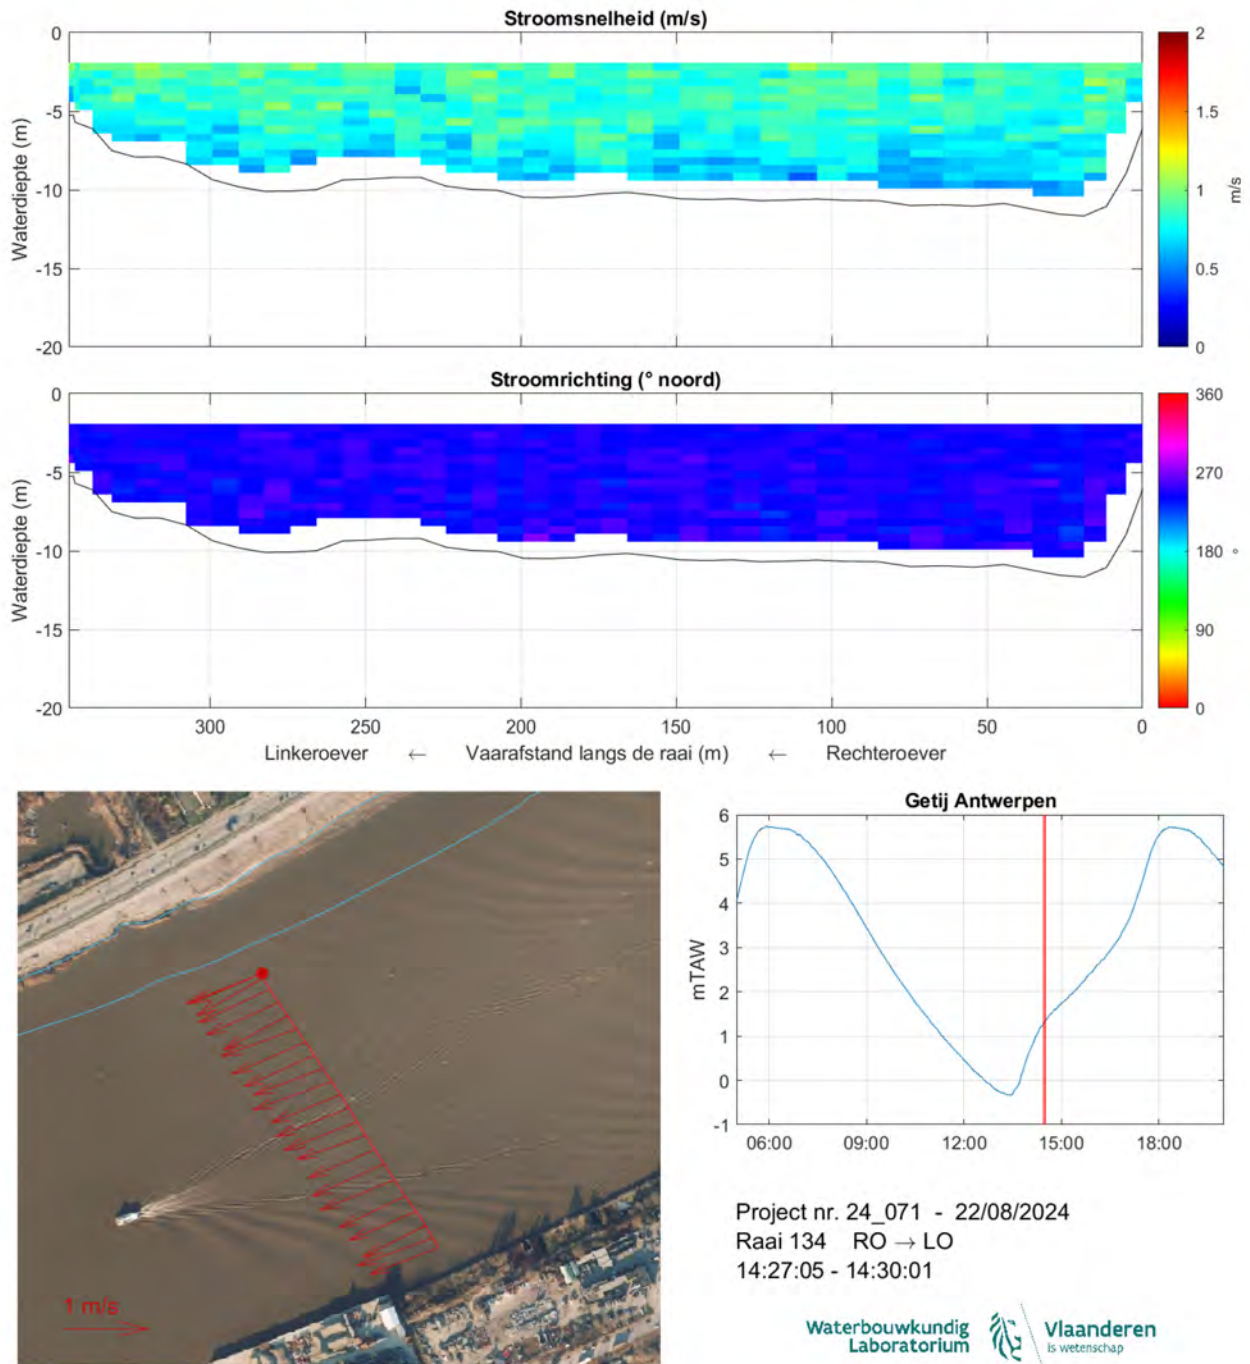 Stroomsnelheid (m/s)
0
-5
-10
-15
-20
Waterdiepte (m)
2
1.5
1
0.5
0
m/s
Stroomrichting (° noord)
0
-5
-10
-15
-20
Waterdiepte (m)
360
270
180
90
0
°
300 250 200 150 100 50 0
Linkeroever ← Vaarafstand langs de raai (m) ← Rechteroever
1 m/s
Getij Antwerpen
6
5
4
3
2
1
0
-1
mTAW
06:00 09:00 12:00 15:00 18:00
Project nr. 24_071 - 22/08/2024
Raai 134 RO → LO
14:27:05 - 14:30:01
Waterbouwkundig
Laboratorium
Vlaanderen
is wetenschap